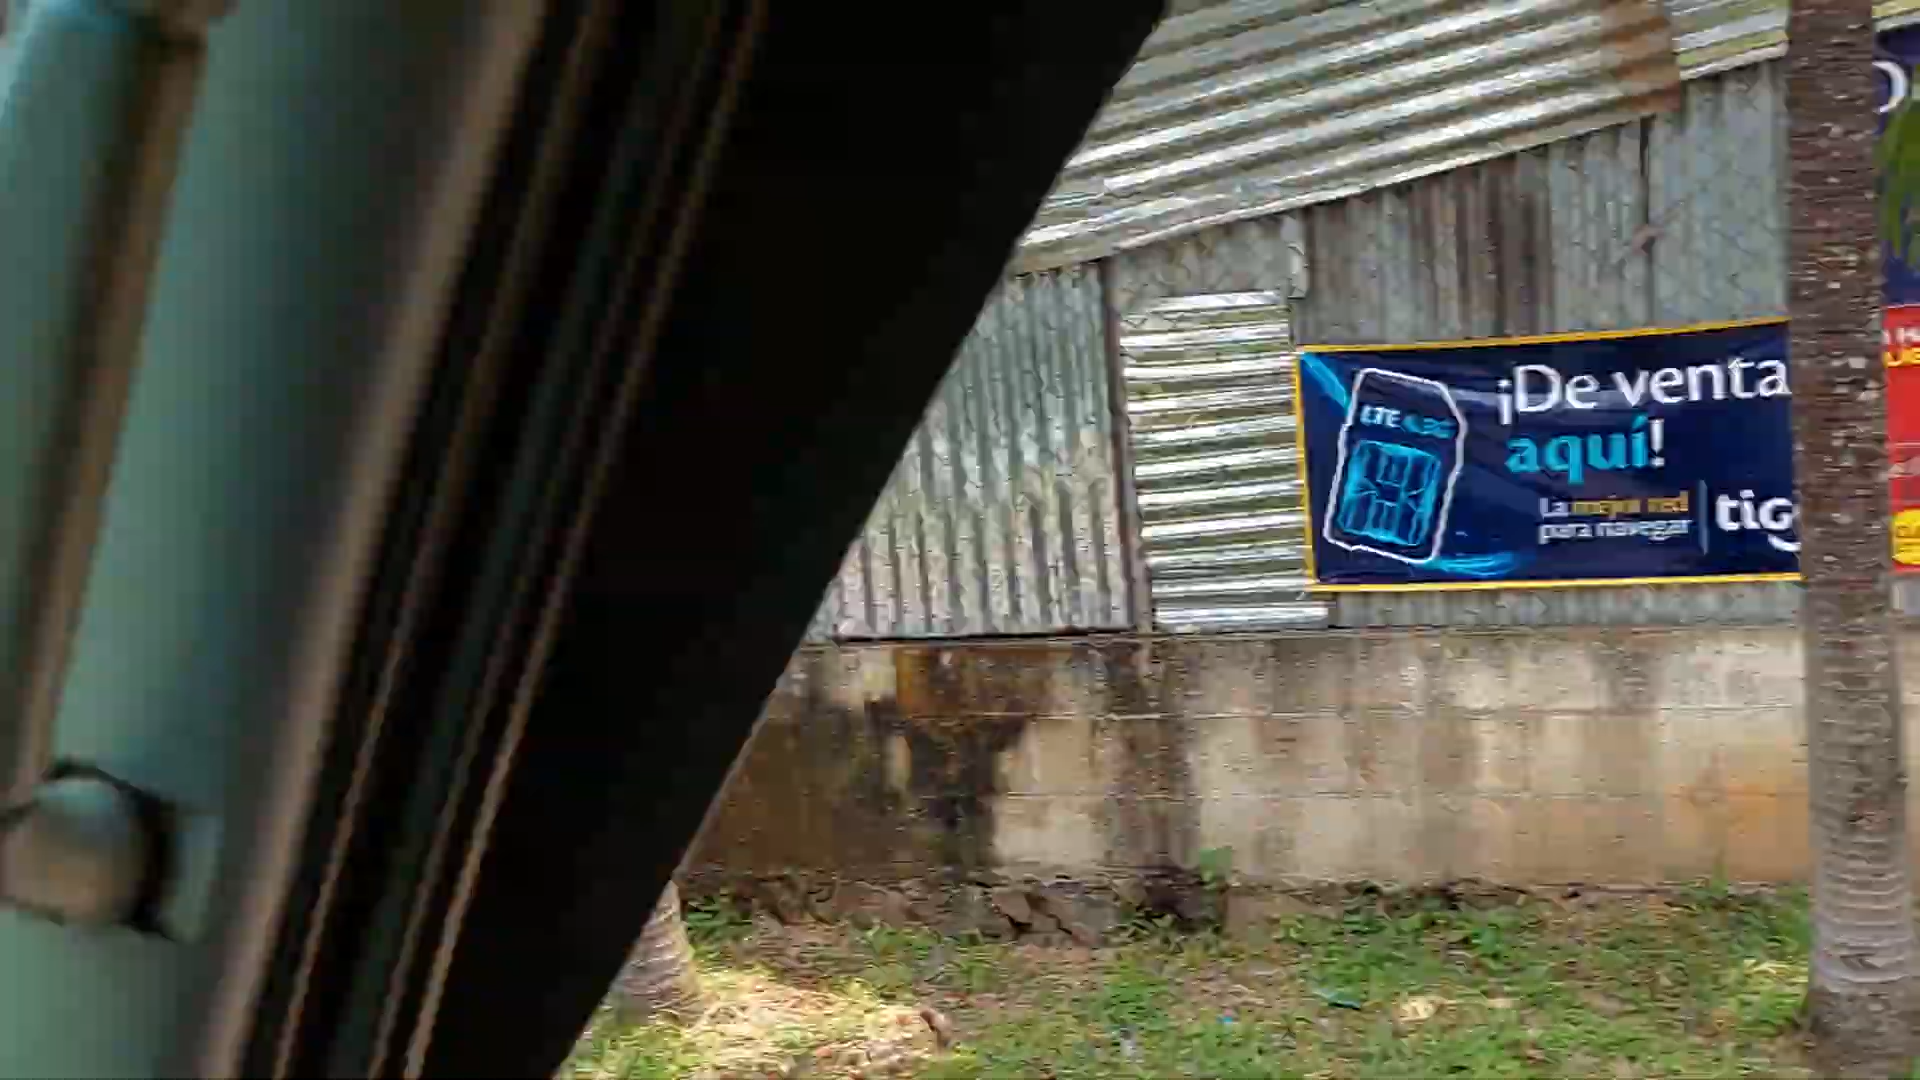 LTE 4.5G
¡De venta
aquí!
La mejor red
para navegar
tig